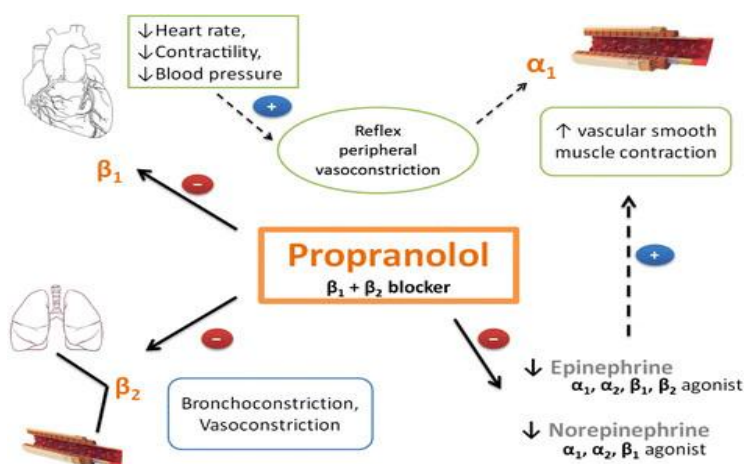 ↓Heart rate,
↓Contractility,
↓Blood pressure
+
Reflex
peripheral
vasoconstriction
α₁
↑ vascular smooth
muscle contraction
β₁
−
Propranolol
β₁ + β₂ blocker
+
−
−
β₂
Bronchoconstriction,
Vasoconstriction
↓ Epinephrine
α₁, α₂, β₁, β₂ agonist
↓ Norepinephrine
α₁, α₂, β₁ agonist